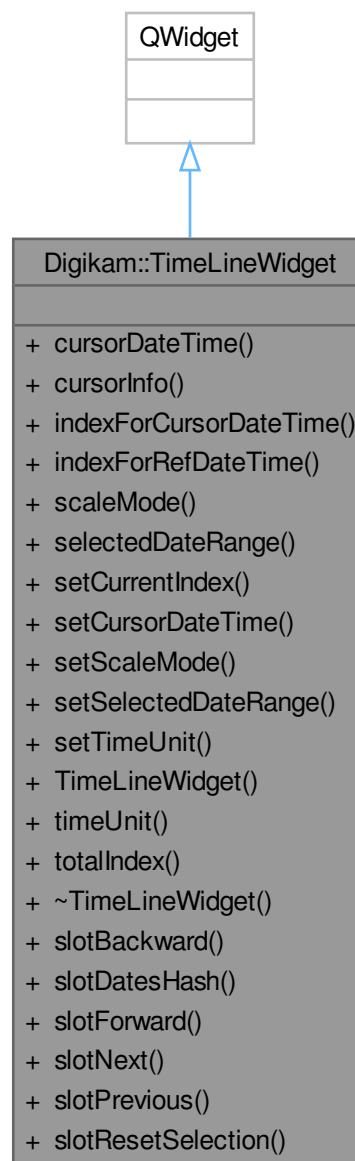 QWidget
Digikam::TimeLineWidget
+ cursorDateTime()
+ cursorInfo()
+ indexForCursorDateTime()
+ indexForRefDateTime()
+ scaleMode()
+ selectedDateRange()
+ setCurrentIndex()
+ setCursorDateTime()
+ setScaleMode()
+ setSelectedDateRange()
+ setTimeUnit()
+ TimeLineWidget()
+ timeUnit()
+ totalIndex()
+ ~TimeLineWidget()
+ slotBackward()
+ slotDatesHash()
+ slotForward()
+ slotNext()
+ slotPrevious()
+ slotResetSelection()